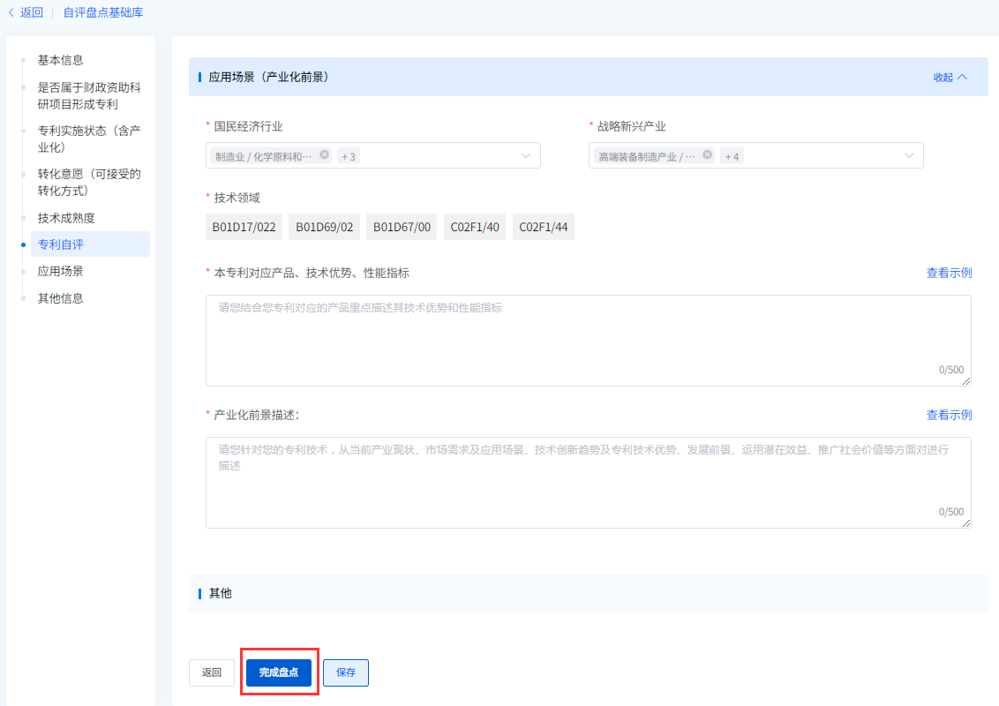 返回
自评盘点基础库
基本信息
是否属于财政资助科
研项目形成专利
专利实施状态（含产
业化）
转化意愿（可接受的
转化方式）
技术成熟度
专利自评
应用场景
其他信息
应用场景（产业化前景）
收起
* 国民经济行业
* 战略新兴产业
制造业 / 化学原料和… + 3
高端装备制造产业 / … + 4
* 技术领域
B01D17/022 B01D69/02 B01D67/00 C02F1/40 C02F1/44
* 本专利对应产品、技术优势、性能指标
查看示例
请您结合您专利对应的产品重点描述其技术优势和性能指标
0/500
* 产业化前景描述：
查看示例
请您针对您的专利技术，从当前产业现状、市场需求及应用场景、技术创新趋势及专利技术优势、发展前景、运用潜在效益、推广社会价值等方面对进行
描述
0/500
其他
返回
完成盘点
保存